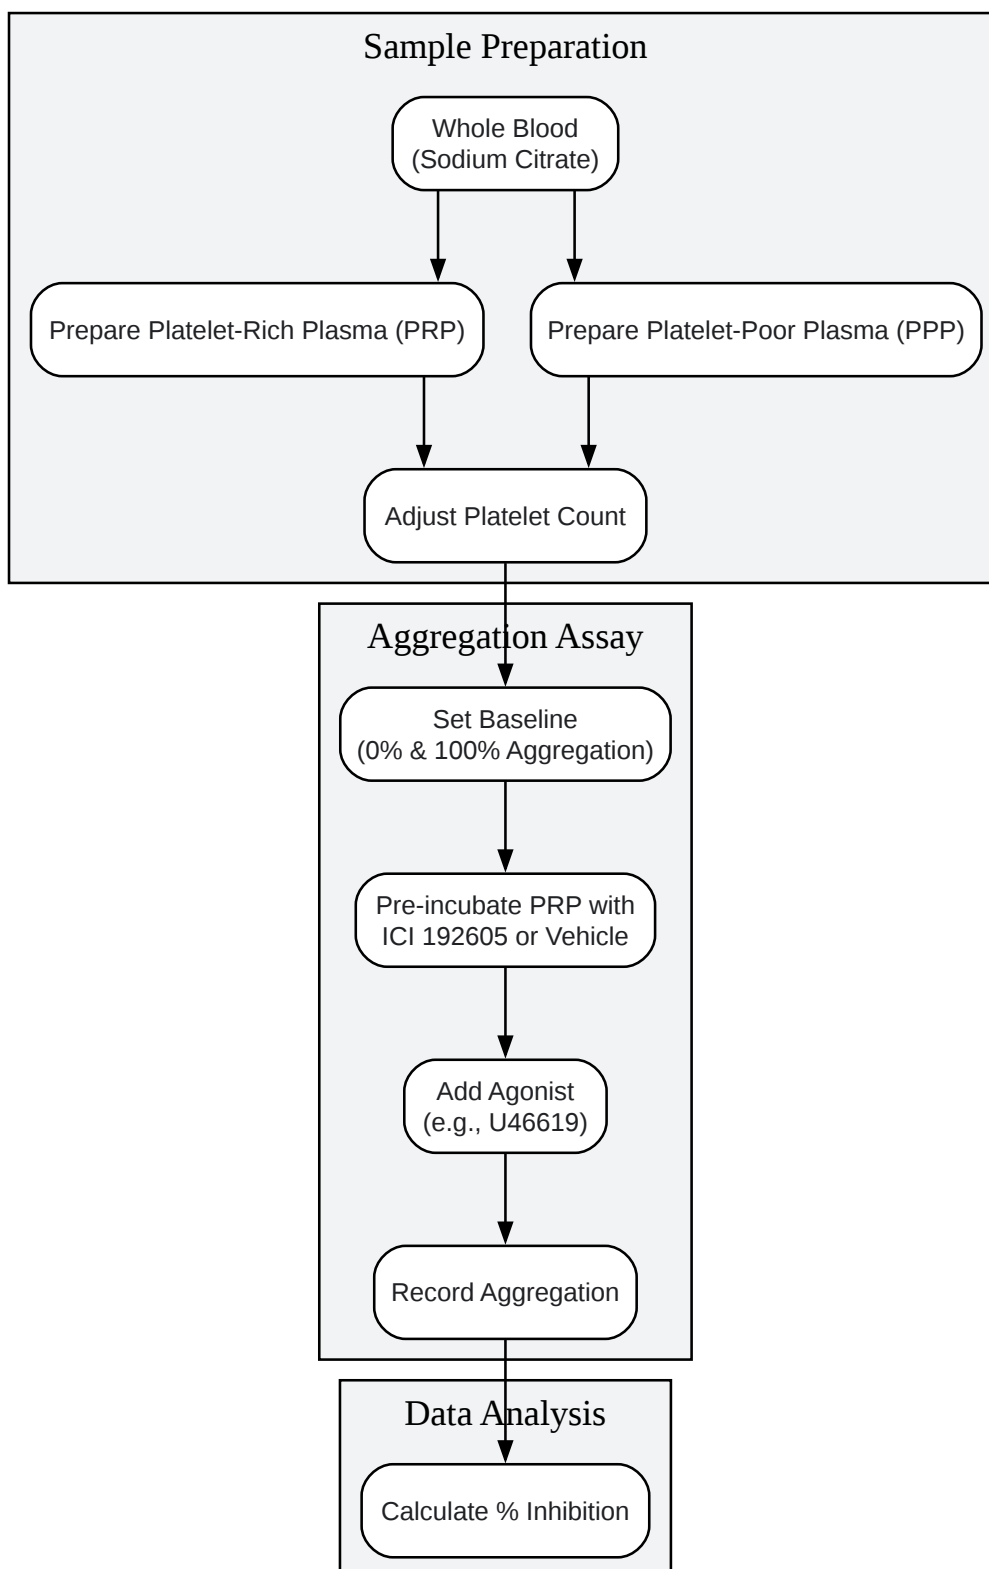 Sample Preparation
Whole Blood
(Sodium Citrate)
Prepare Platelet-Rich Plasma (PRP)
Prepare Platelet-Poor Plasma (PPP)
Adjust Platelet Count
Aggregation Assay
Set Baseline
(0% & 100% Aggregation)
Pre-incubate PRP with
ICI 192605 or Vehicle
Add Agonist
(e.g., U46619)
Record Aggregation
Data Analysis
Calculate % Inhibition